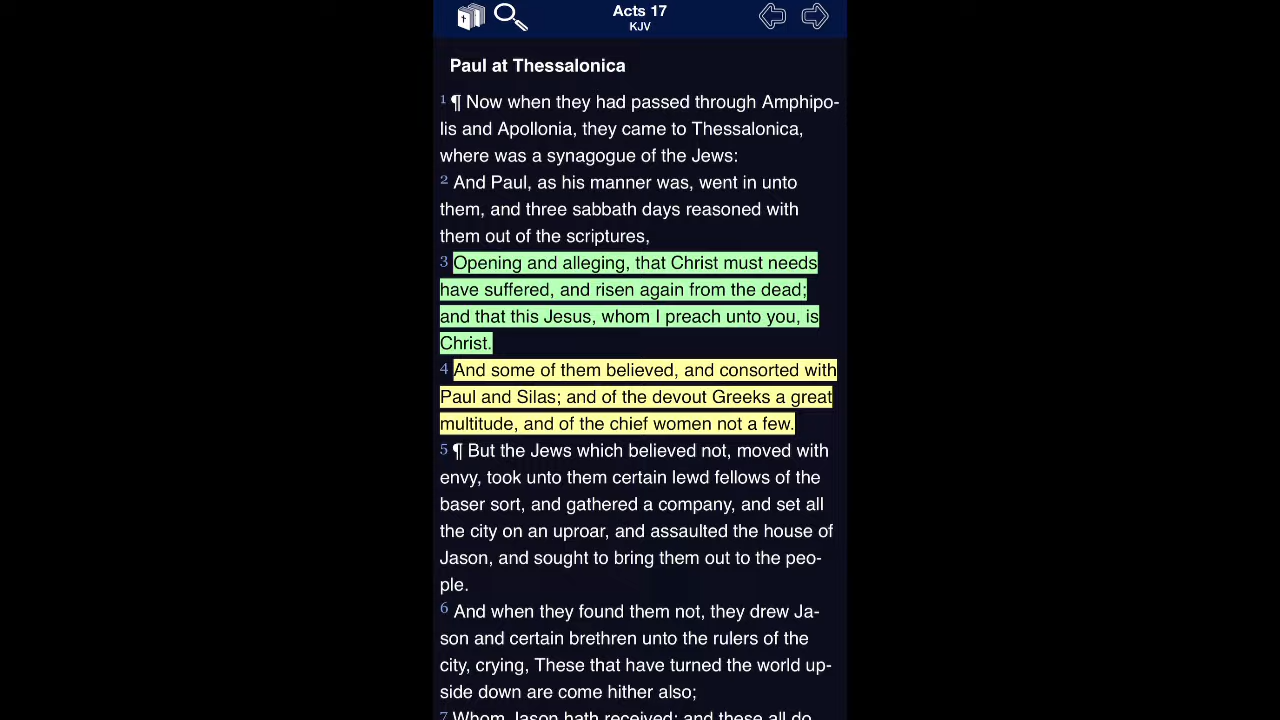 Acts 17
KJV
Paul at Thessalonica
1 ¶ Now when they had passed through Amphipo-
lis and Apollonia, they came to Thessalonica,
where was a synagogue of the Jews:
2 And Paul, as his manner was, went in unto
them, and three sabbath days reasoned with
them out of the scriptures,
3 Opening and alleging, that Christ must needs
have suffered, and risen again from the dead;
and that this Jesus, whom I preach unto you, is
Christ.
4 And some of them believed, and consorted with
Paul and Silas; and of the devout Greeks a great
multitude, and of the chief women not a few.
5 ¶ But the Jews which believed not, moved with
envy, took unto them certain lewd fellows of the
baser sort, and gathered a company, and set all
the city on an uproar, and assaulted the house of
Jason, and sought to bring them out to the peo-
ple.
6 And when they found them not, they drew Ja-
son and certain brethren unto the rulers of the
city, crying, These that have turned the world up-
side down are come hither also;
7 Whom Jason hath received: and these all do